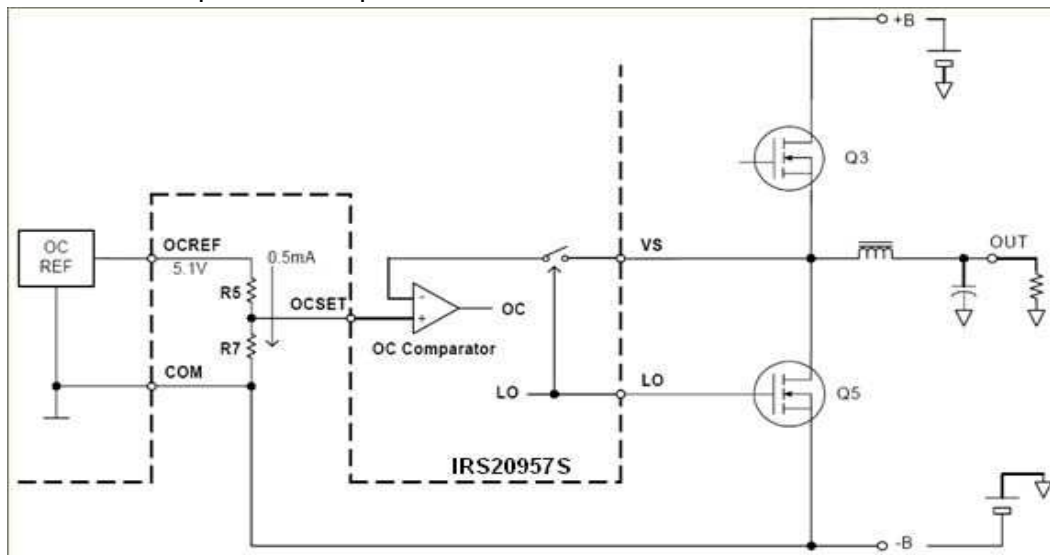 +B
Q3
OC
REF
OCREF
5.1V
0.5mA
R5
OCSET
R7
COM
VS
OUT
-
+
OC
OC Comparator
LO
LO
Q5
IRS20957S
-B